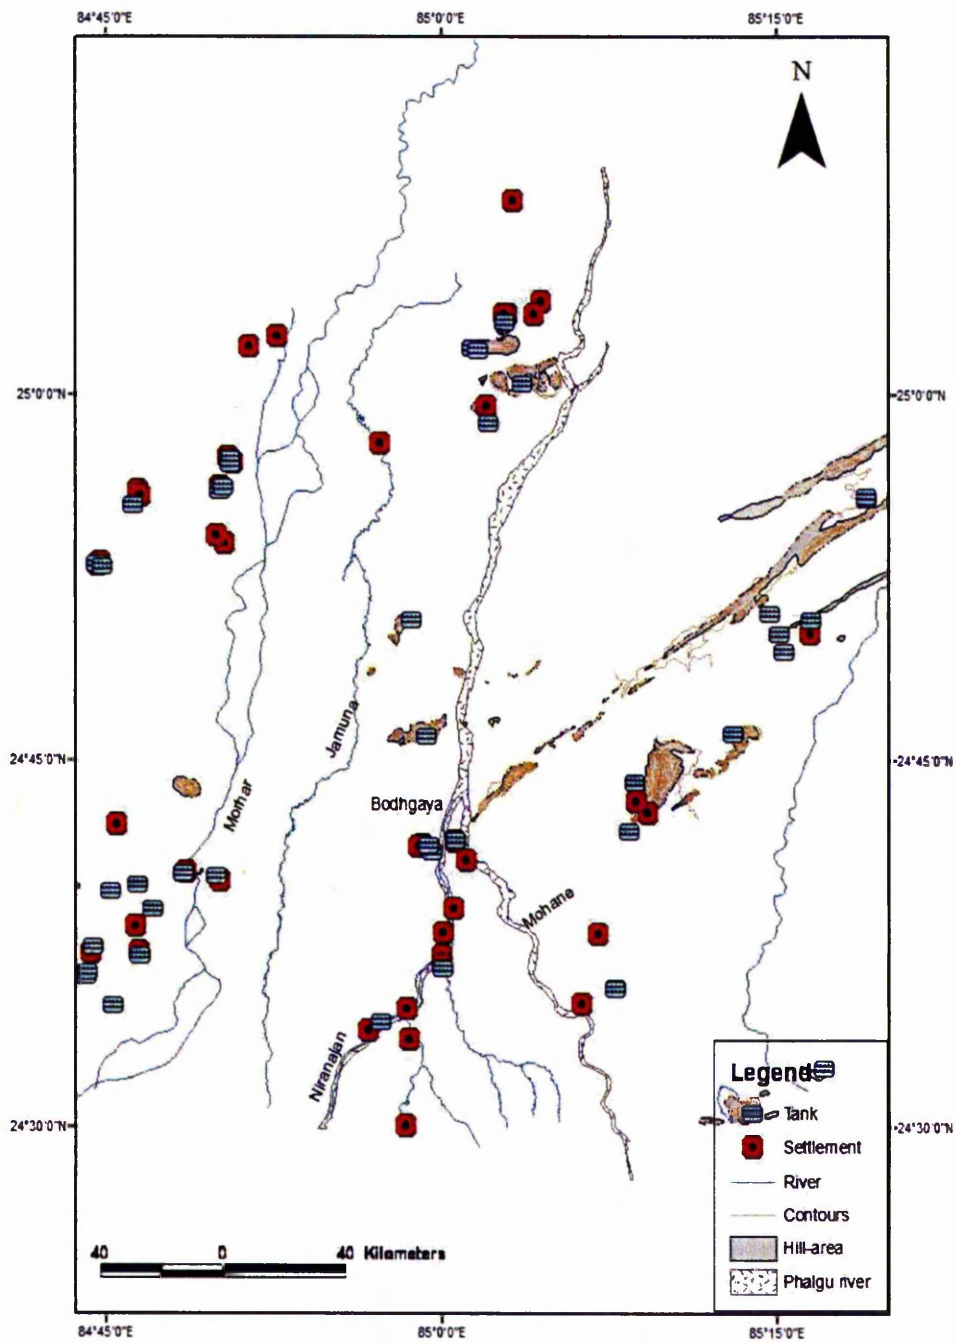 84°45'0"E 85°0'0"E 85°15'0"E
N
25°0'0"N 25°0'0"N
Jamuna
24°45'0"N 24°45'0"N
Morhar
Bodhgaya
Mohane
Niranajan
Legend
Tank
24°30'0"N 24°30'0"N
Settlement
River
Contours
Hill-area
40 0 40 Kilometers
Phalgu river
84°45'0"E 85°0'0"E 85°15'0"E